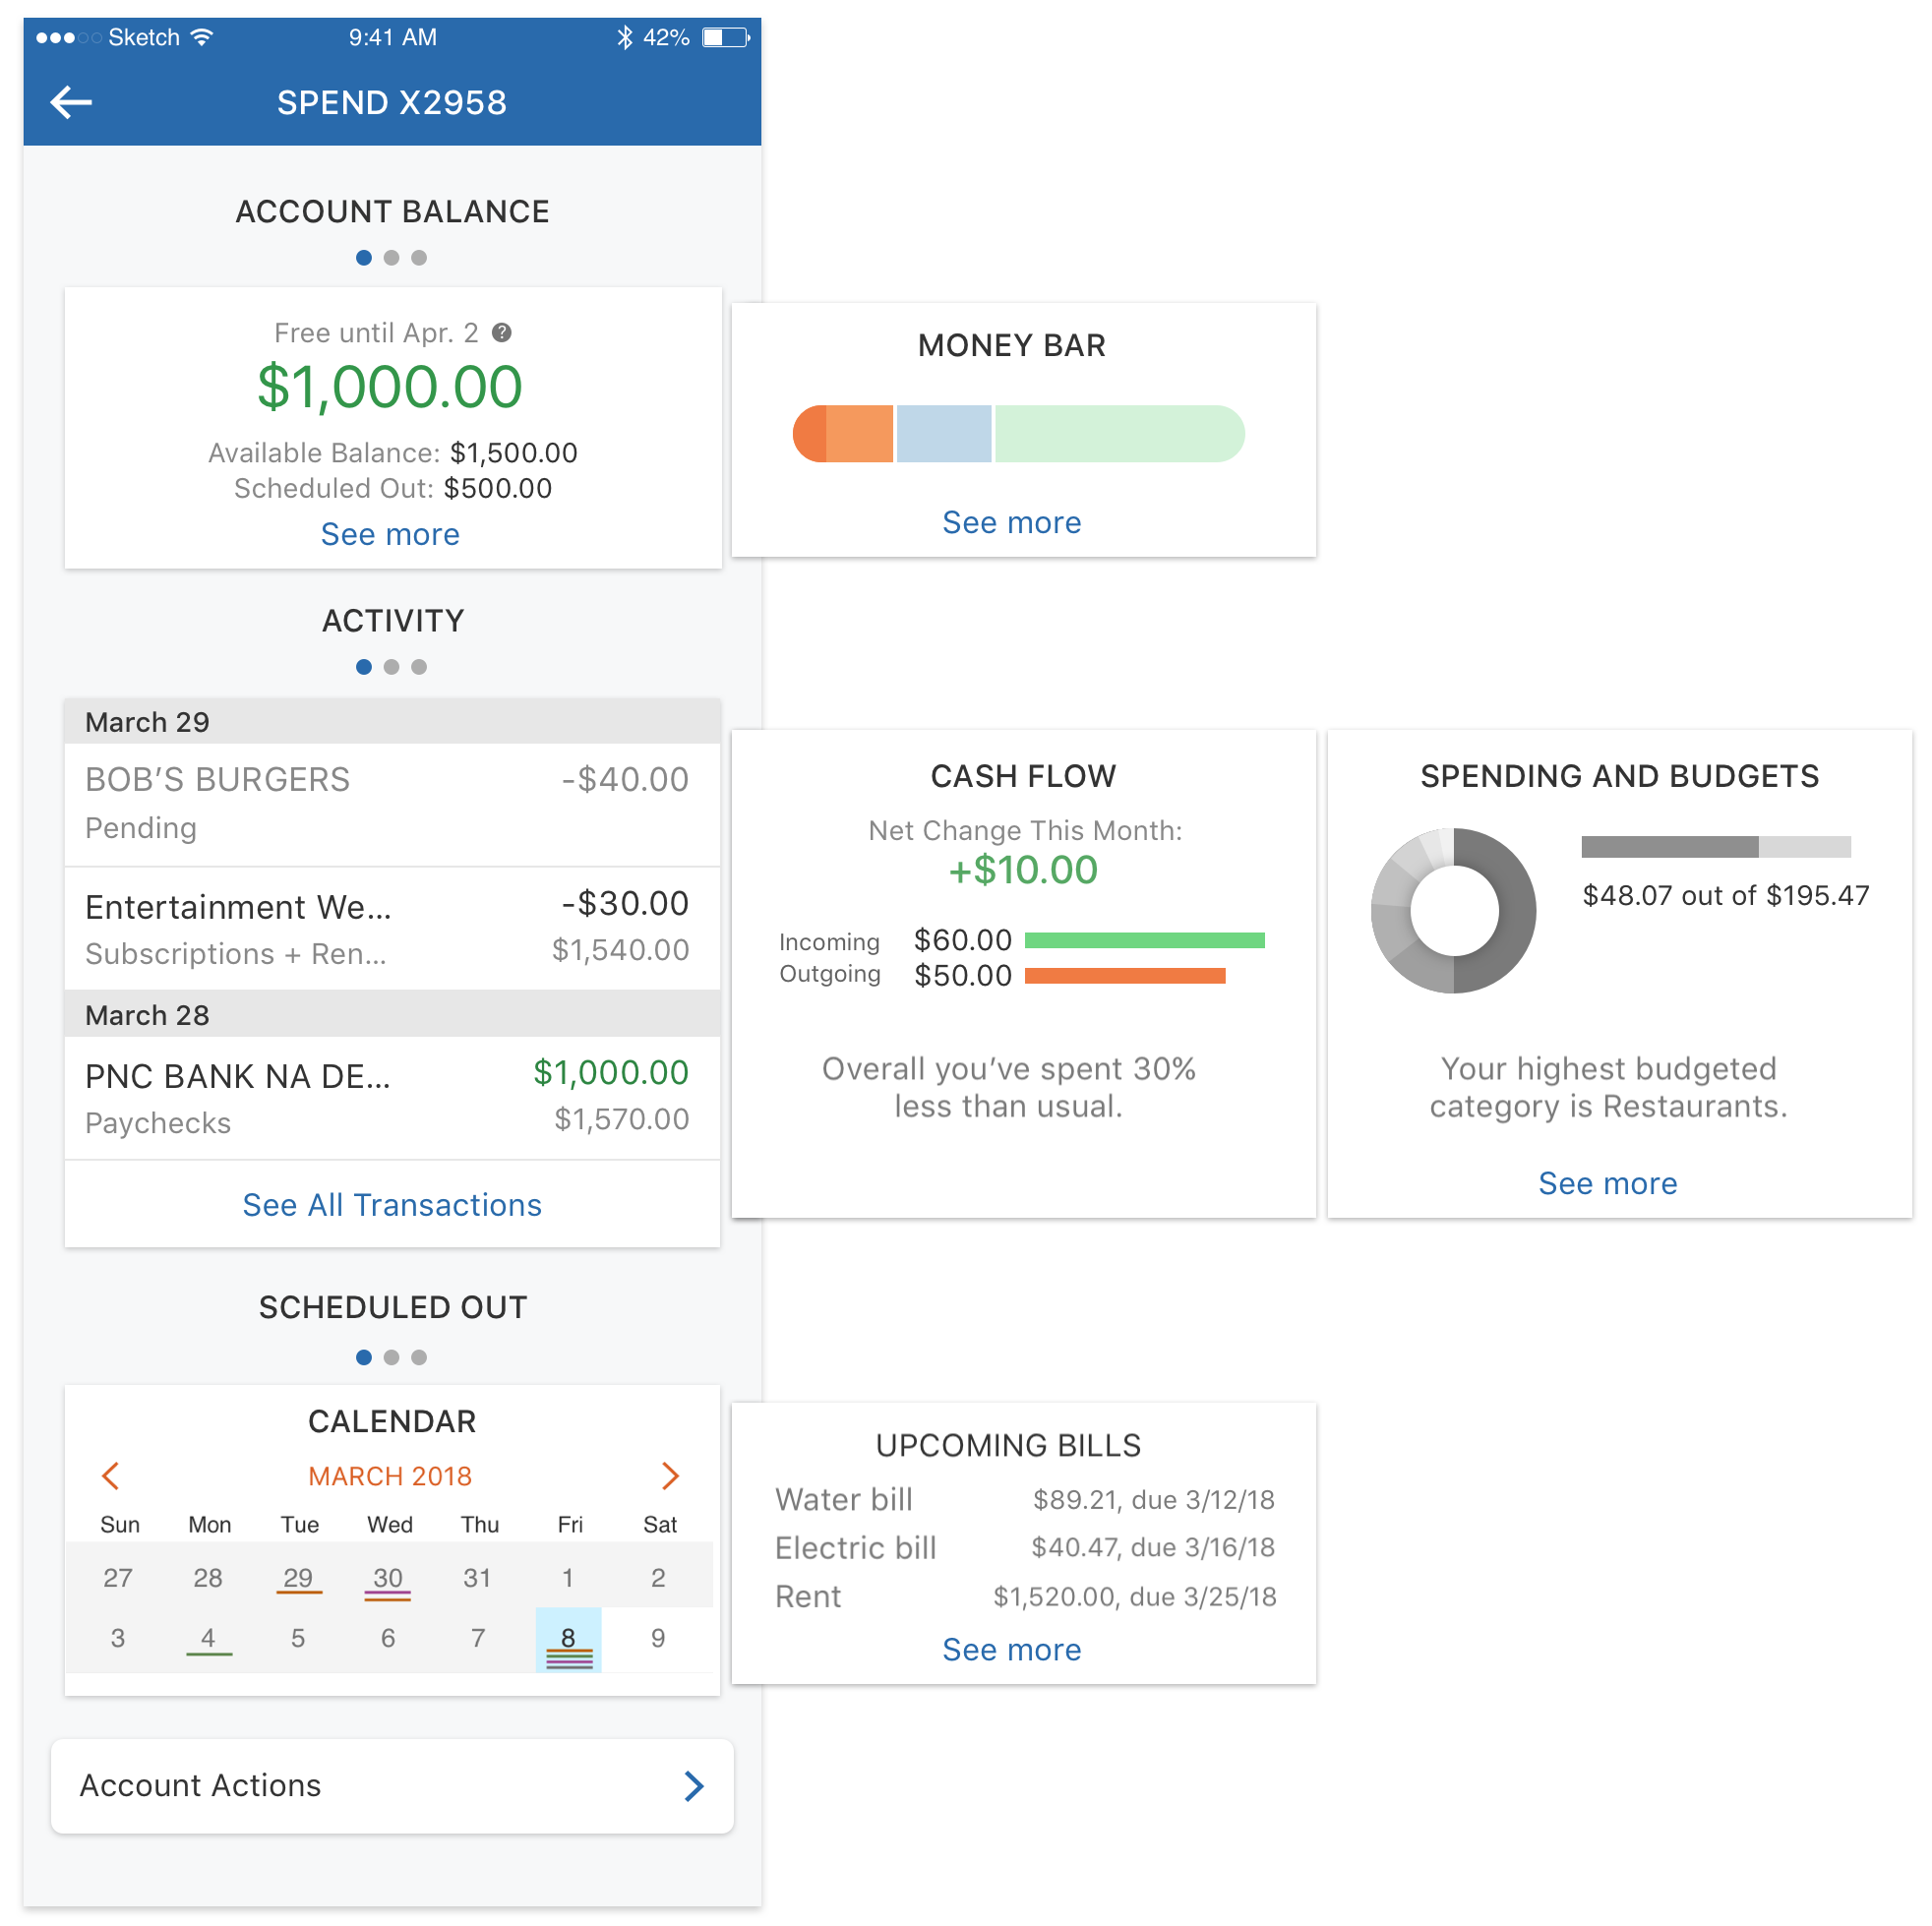 Sketch 9:41 AM 42%
SPEND X2958
ACCOUNT BALANCE
Free until Apr. 2 ?
$1,000.00
Available Balance: $1,500.00
Scheduled Out: $500.00
See more
MONEY BAR
See more
ACTIVITY
March 29
BOB’S BURGERS -$40.00
Pending
Entertainment We... -$30.00
Subscriptions + Ren... $1,540.00
March 28
PNC BANK NA DE... $1,000.00
Paychecks $1,570.00
See All Transactions
CASH FLOW
Net Change This Month:
+$10.00
Incoming $60.00
Outgoing $50.00
Overall you’ve spent 30%
less than usual.
SPENDING AND BUDGETS
$48.07 out of $195.47
Your highest budgeted
category is Restaurants.
See more
SCHEDULED OUT
CALENDAR
MARCH 2018
Sun Mon Tue Wed Thu Fri Sat
27 28 29 30 31 1 2
3 4 5 6 7 8 9
UPCOMING BILLS
Water bill $89.21, due 3/12/18
Electric bill $40.47, due 3/16/18
Rent $1,520.00, due 3/25/18
See more
Account Actions